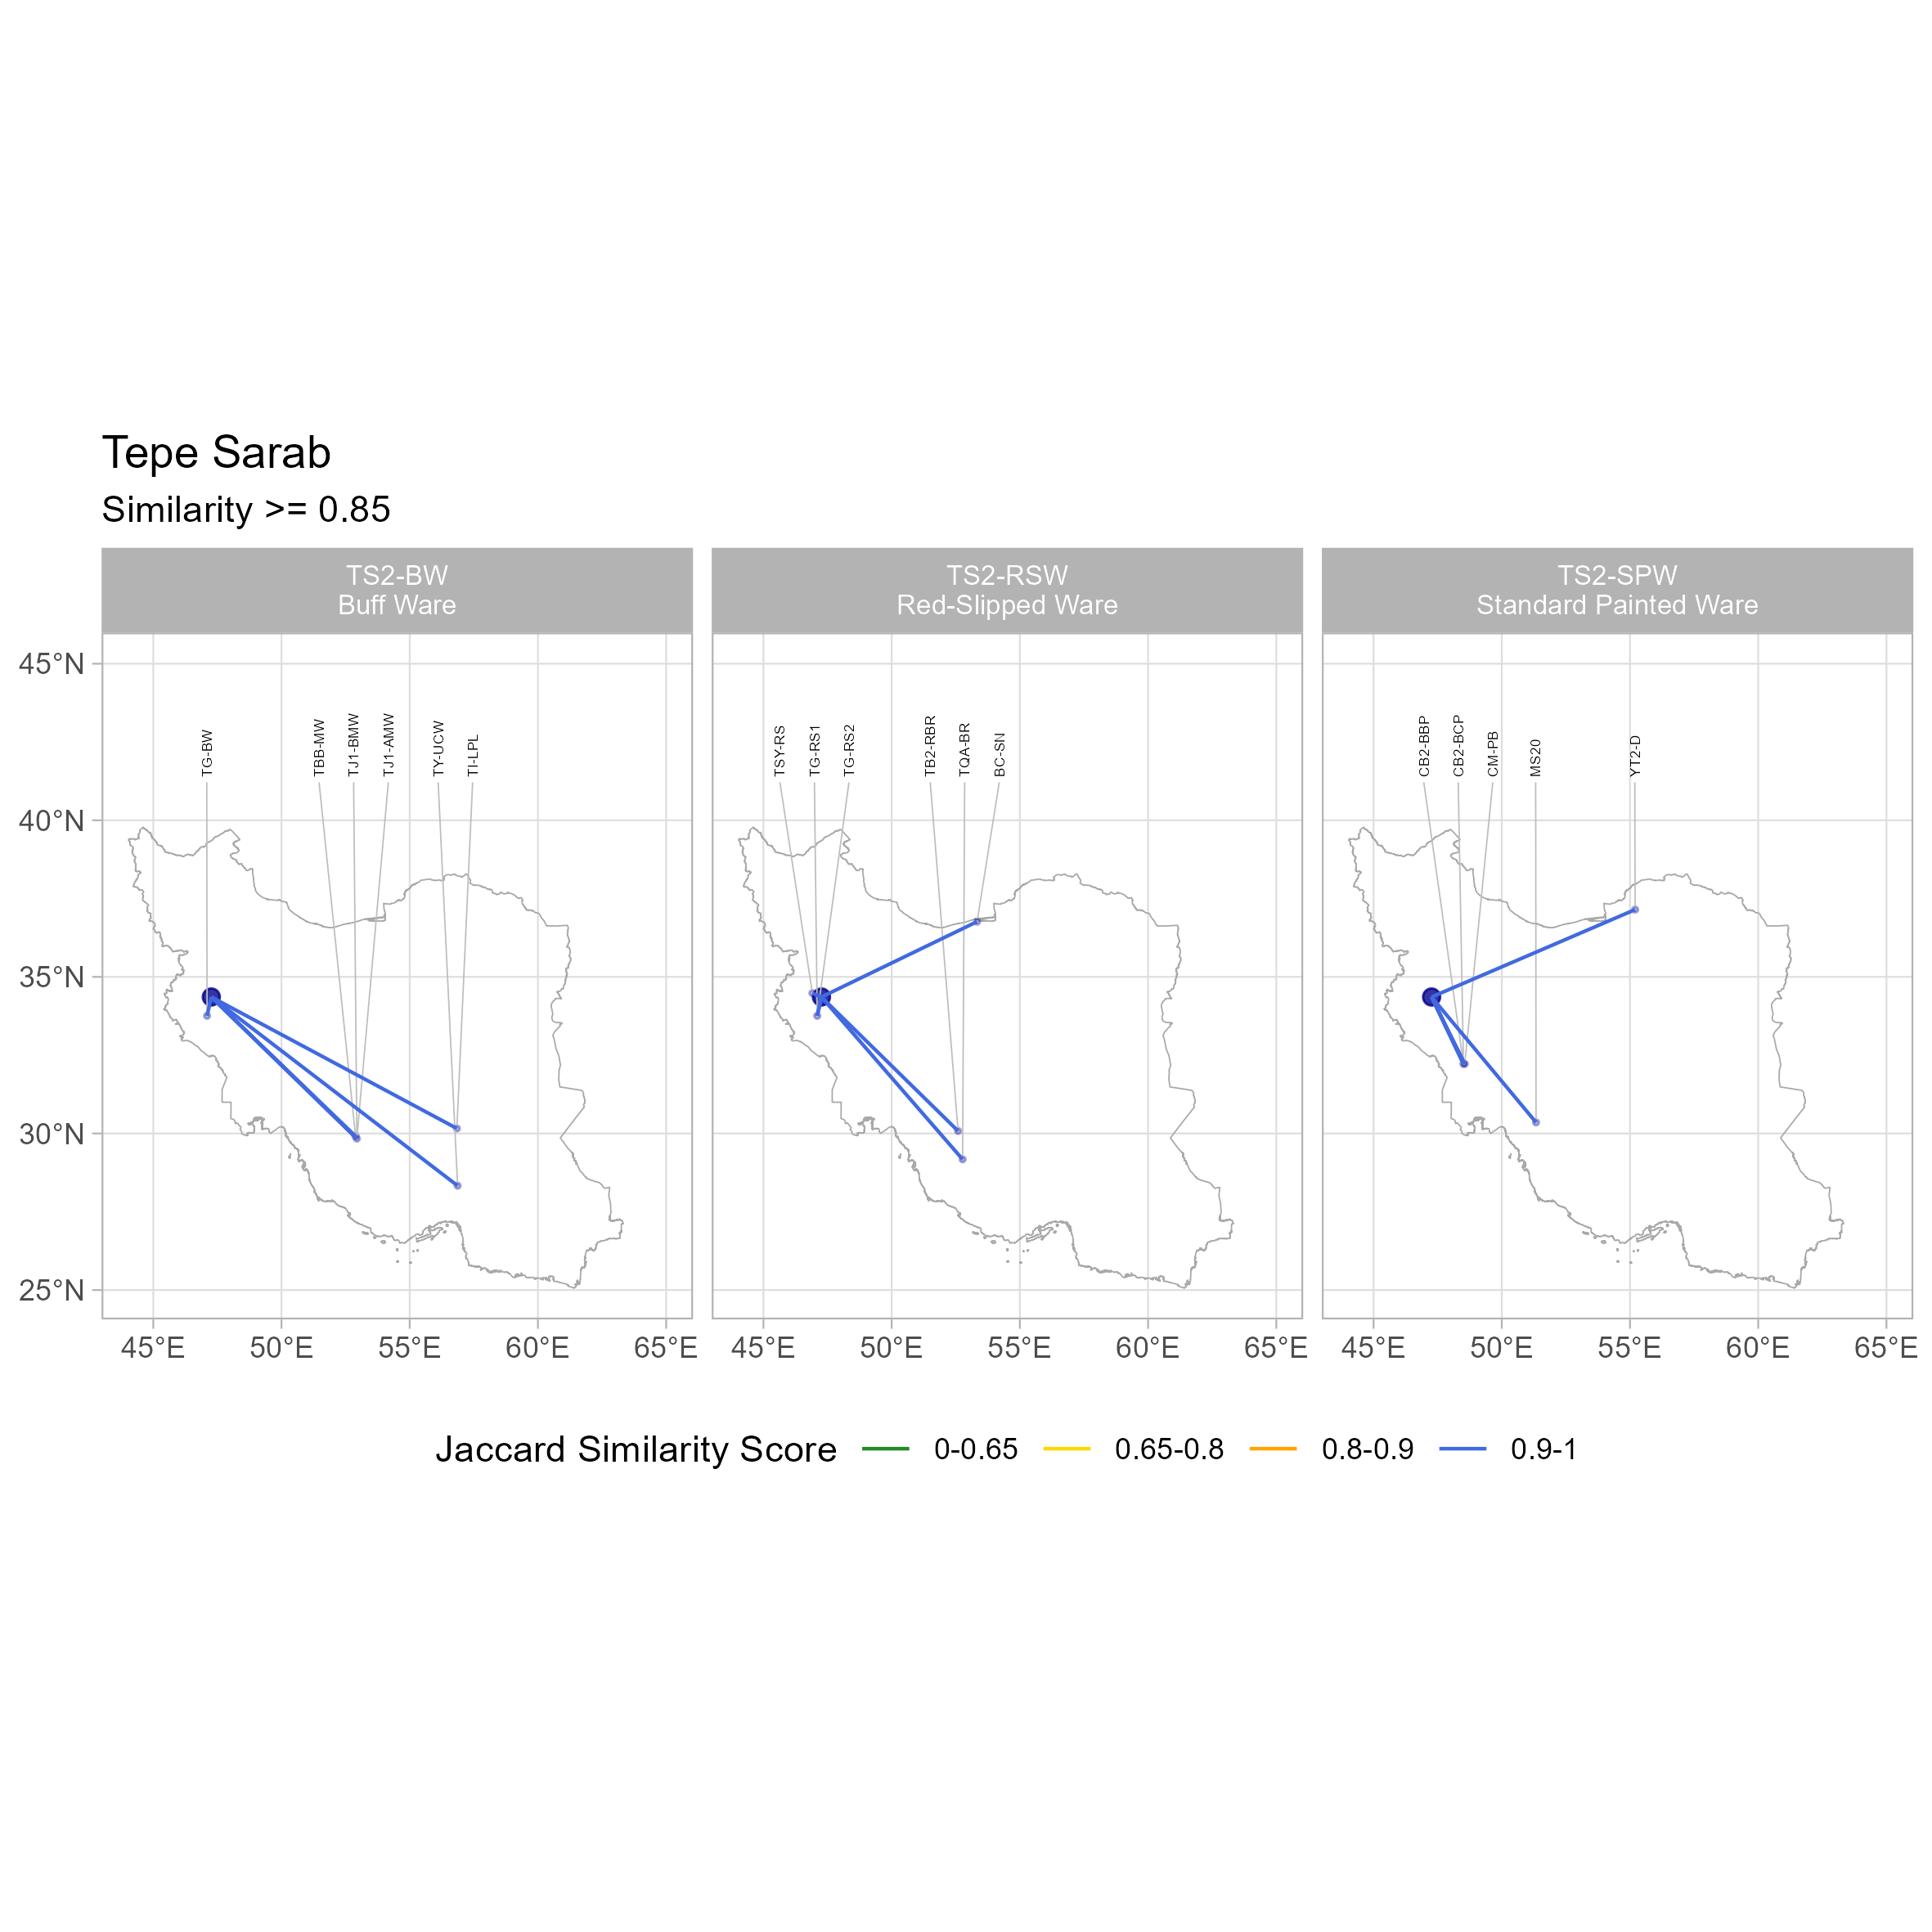 Tepe Sarab
Similarity >= 0.85
TS2-BW
Buff Ware
TS2-RSW
Red-Slipped Ware
TS2-SPW
Standard Painted Ware
45°N
40°N
35°N
30°N
25°N
TG-BW
TBB-MW
TJ1-BMW
TJ1-AMW
TY-UCW
TI-LPL
TSY-RS
TG-RS1
TG-RS2
TB2-RBR
TQA-BR
BC-SN
CB2-BBP
CB2-BCP
CM-PB
MS20
YT2-D
45°E 50°E 55°E 60°E 65°E
45°E 50°E 55°E 60°E 65°E
45°E 50°E 55°E 60°E 65°E
Jaccard Similarity Score 0-0.65 0.65-0.8 0.8-0.9 0.9-1